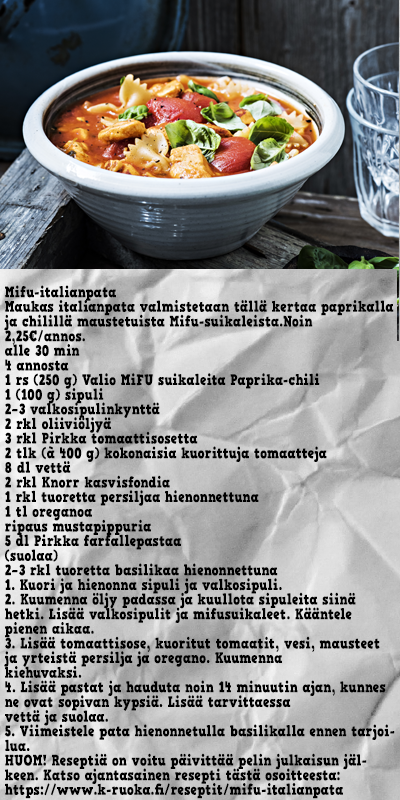 Mifu-italianpata
Maukas italianpata valmistetaan tällä kertaa paprikalla
ja chilillä maustetuista Mifu-suikaleista.Noin
2,25€/annos.
alle 30 min
4 annosta
1 rs (250 g) Valio MiFU suikaleita Paprika-chili
1 (100 g) sipuli
2-3 valkosipulinkynttä
2 rkl oliiviöljyä
3 rkl Pirkka tomaattisosetta
2 tlk (à 400 g) kokonaisia kuorittuja tomaatteja
8 dl vettä
2 rkl Knorr kasvisfondia
1 rkl tuoretta persiljaa hienonnettuna
1 tl oreganoa
ripaus mustapippuria
5 dl Pirkka farfallepastaa
(suolaa)
2-3 rkl tuoretta basilikaa hienonnettuna
1. Kuori ja hienonna sipuli ja valkosipuli.
2. Kuumenna öljy padassa ja kuullota sipuleita siinä
hetki. Lisää valkosipulit ja mifusuikaleet. Kääntele
pienen aikaa.
3. Lisää tomaattisose, kuoritut tomaatit, vesi, mausteet
ja yrteistä persilja ja oregano. Kuumenna
kiehuvaksi.
4. Lisää pastat ja hauduta noin 14 minuutin ajan, kunnes
ne ovat sopivan kypsiä. Lisää tarvittaessa
vettä ja suolaa.
5. Viimeistele pata hienonnetulla basilikalla ennen tarjoi-
lua.
HUOM! Reseptiä on voitu päivittää pelin julkaisun jäl-
keen. Katso ajantasainen resepti tästä osoitteesta:
https://www.k-ruoka.fi/reseptit/mifu-italianpata